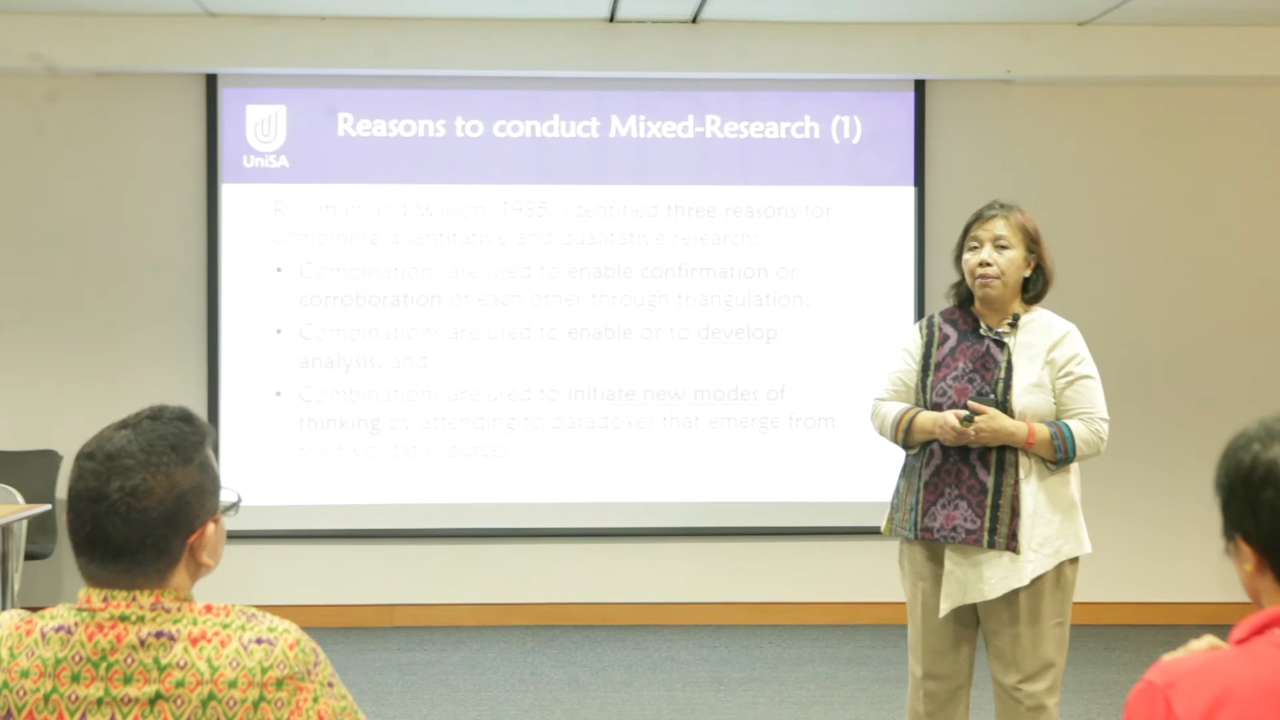 UniSA
Reasons to conduct Mixed-Research (1)
and Wilson, 1985, identified three reasons for
combining quantitative and qualitative research:
• Combinations are used to enable confirmation or
corroboration of each other through triangulation;
• Combinations are used to enable or to develop
analysis, and
• Combinations are used to initiate new modes of
thinking by attending to paradoxes that emerge from
the two data sources